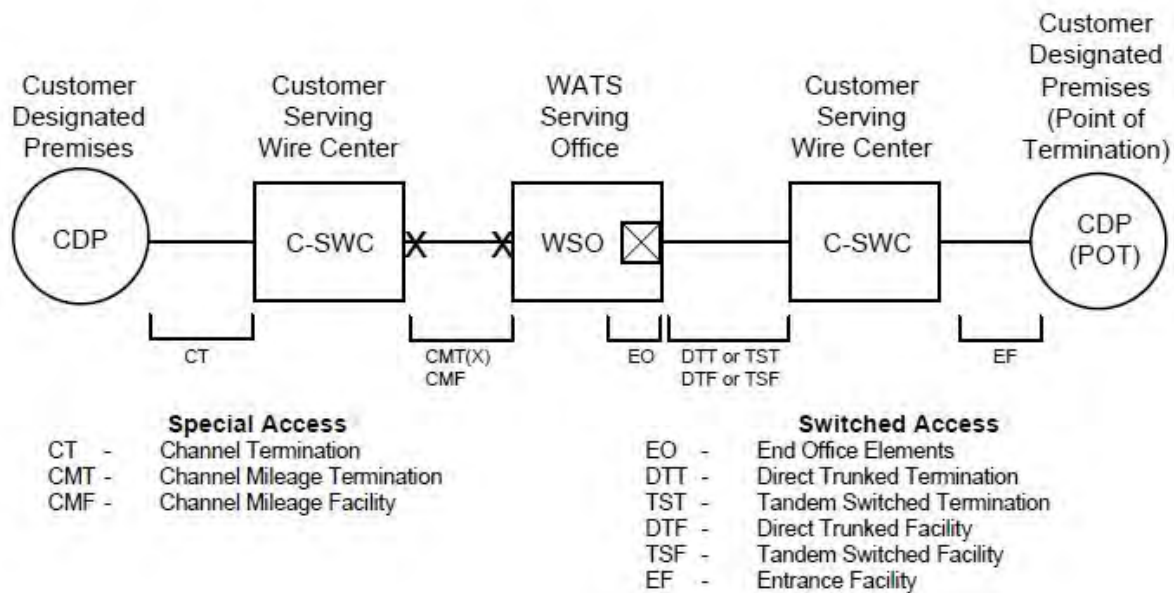 Customer
Designated
Premises
Customer
Serving
Wire Center
WATS
Serving
Office
Customer
Serving
Wire Center
Customer
Designated
Premises
(Point of
Termination)
CDP
C-SWC
X
X
WSO
C-SWC
CDP
(POT)
CT
CMT(X)
CMF
EO
DTT or TST
DTF or TSF
EF
Special Access
CT - Channel Termination
CMT - Channel Mileage Termination
CMF - Channel Mileage Facility
Switched Access
EO - End Office Elements
DTT - Direct Trunked Termination
TST - Tandem Switched Termination
DTF - Direct Trunked Facility
TSF - Tandem Switched Facility
EF - Entrance Facility